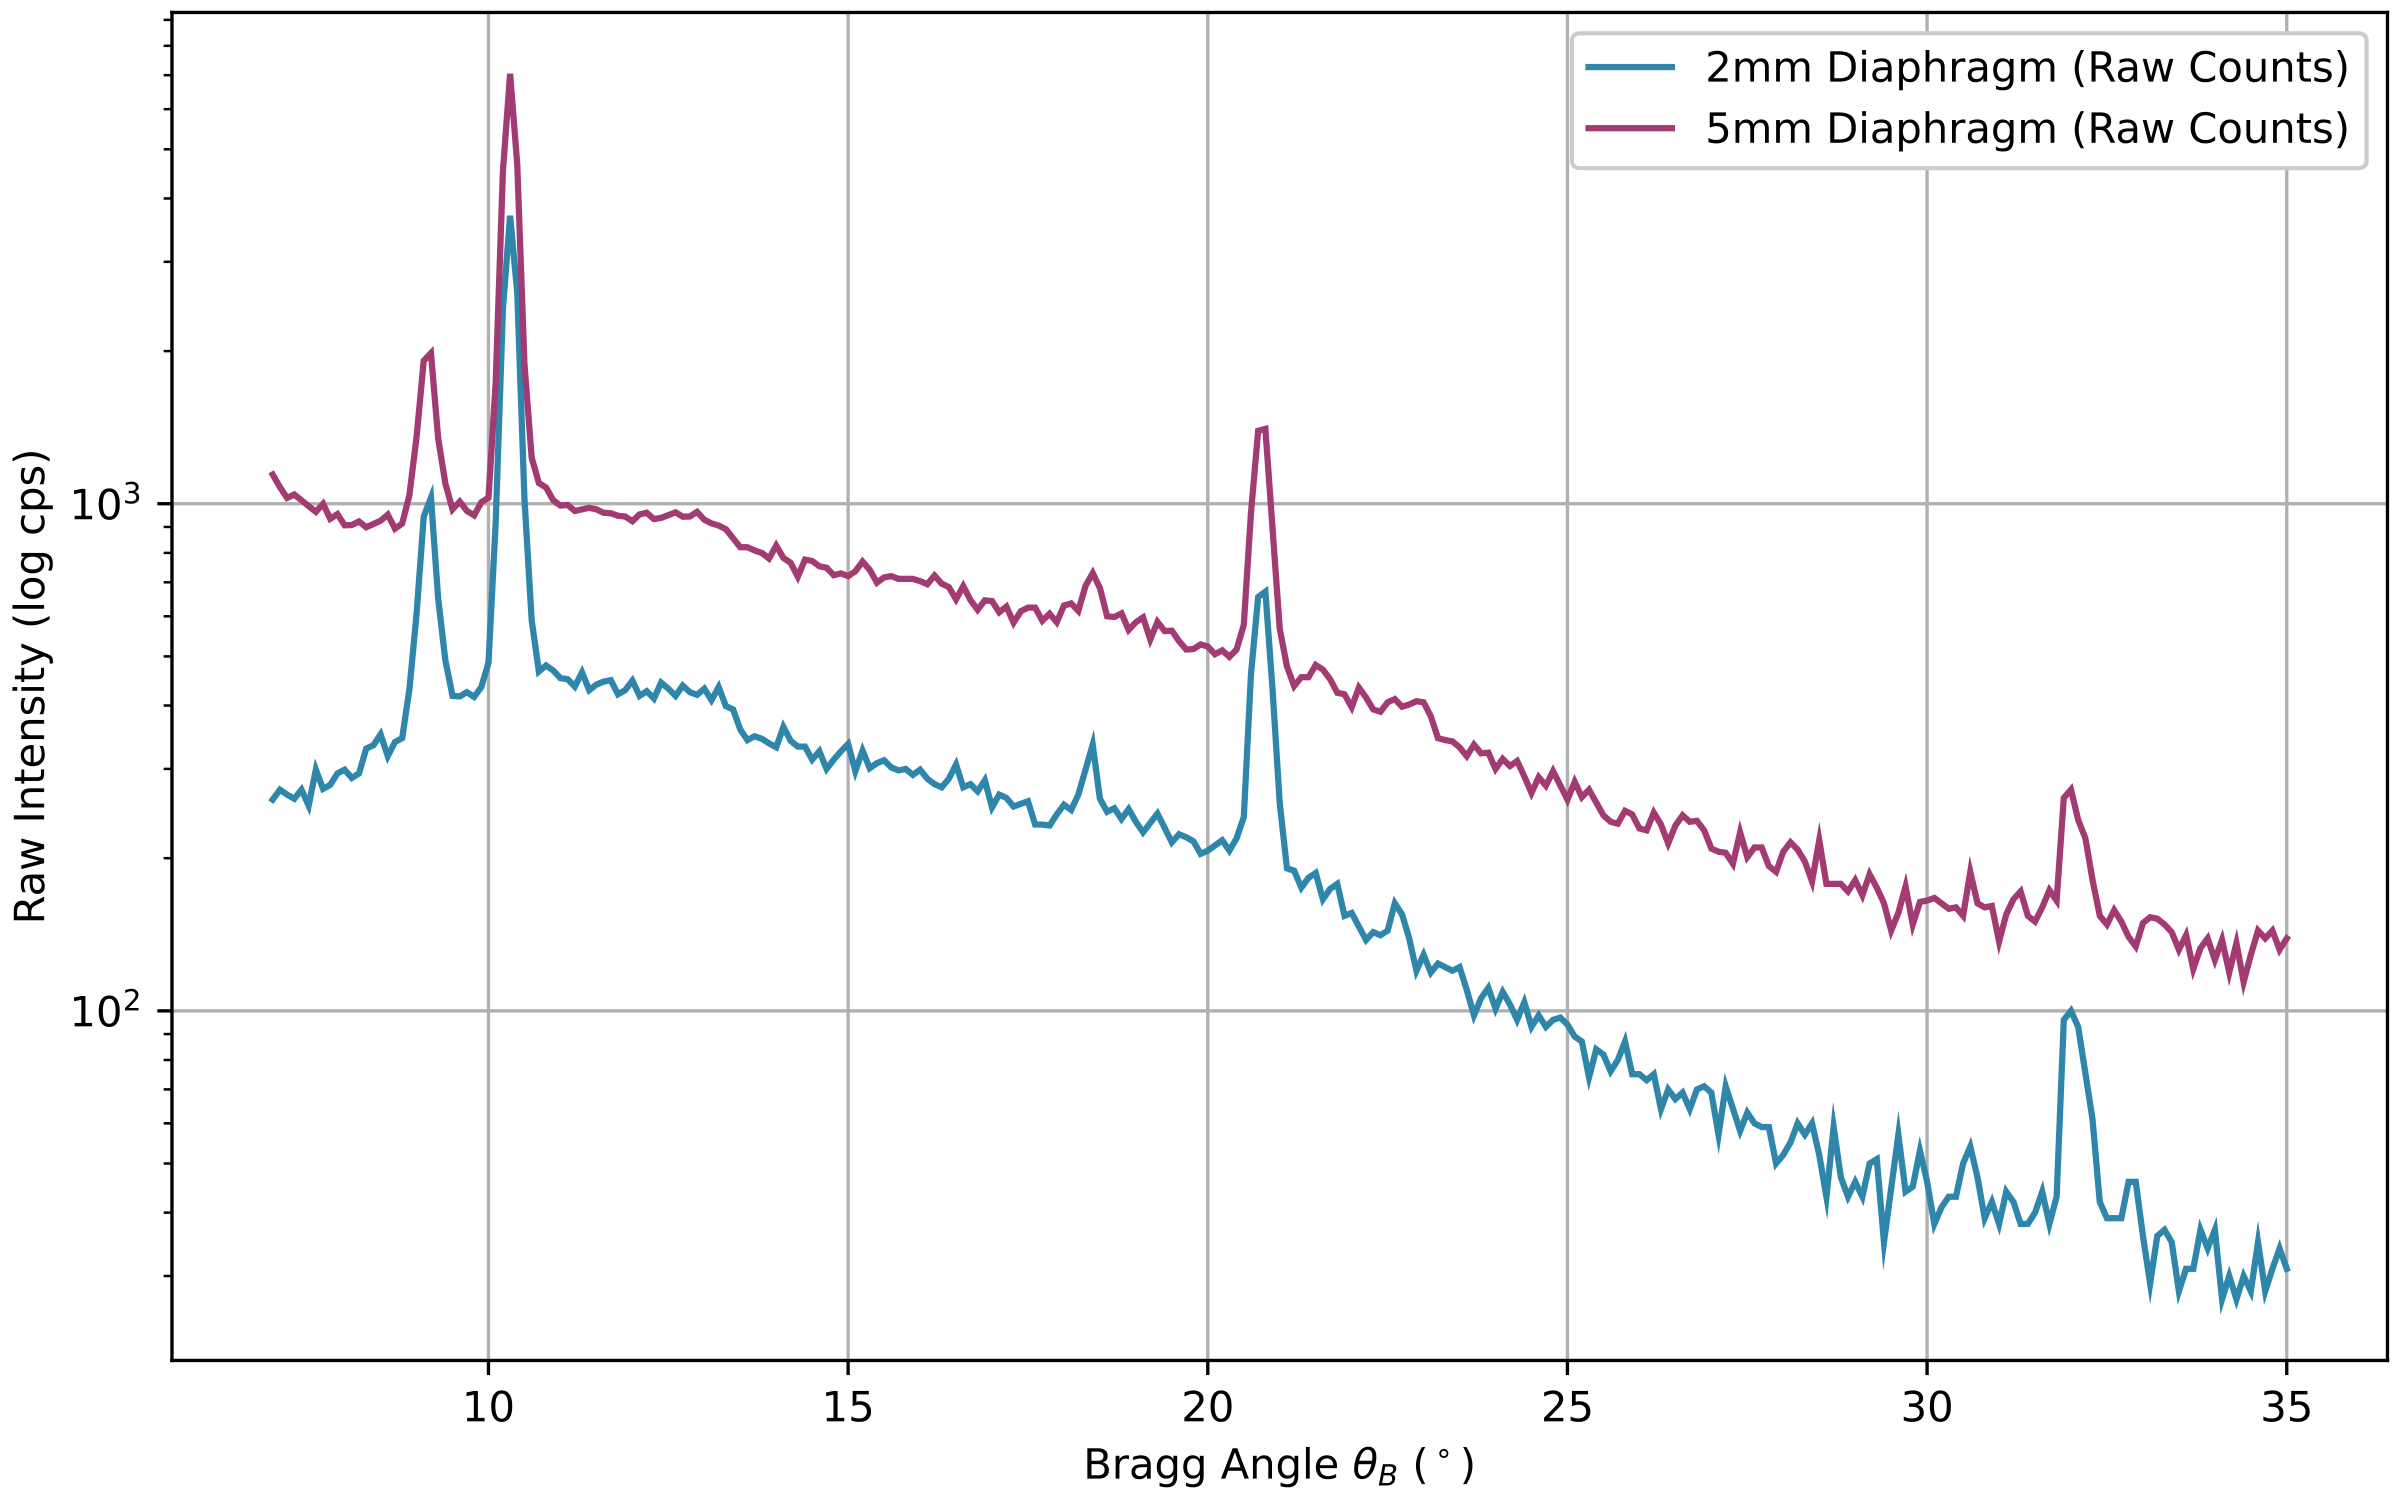 2mm Diaphragm (Raw Counts)
5mm Diaphragm (Raw Counts)
Raw Intensity (log cps)
10³
10²
10 15 20 25 30 35
Bragg Angle θ_B (°)